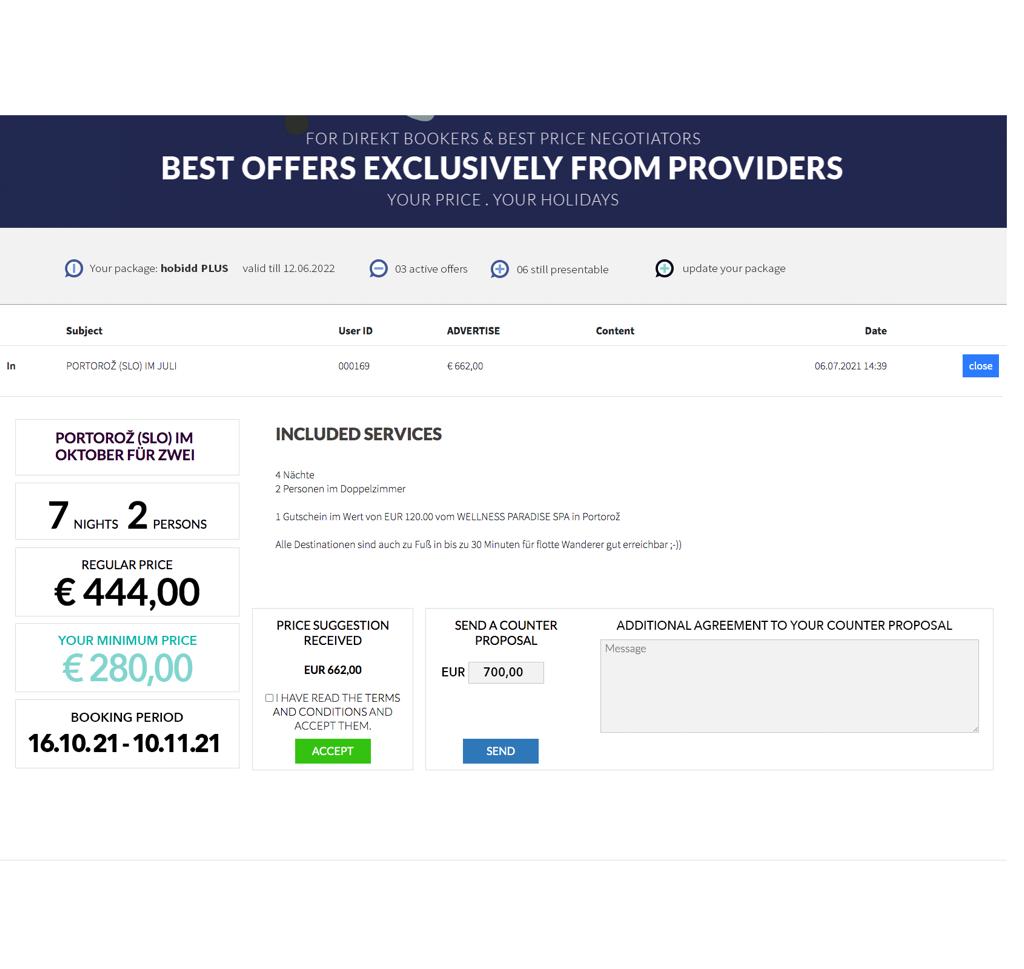 FOR DIREKT BOOKERS & BEST PRICE NEGOTIATORS
BEST OFFERS EXCLUSIVELY FROM PROVIDERS
YOUR PRICE . YOUR HOLIDAYS
Your package: hobidd PLUS valid till 12.06.2022 03 active offers 06 still presentable update your package
Subject User ID ADVERTISE Content Date
In PORTOROŽ (SLO) IM JULI 000169 € 662,00 06.07.2021 14:39 close
PORTOROŽ (SLO) IM
OKTOBER FÜR ZWEI
7 NIGHTS 2 PERSONS
REGULAR PRICE
€ 444,00
YOUR MINIMUM PRICE
€ 280,00
BOOKING PERIOD
16.10.21 - 10.11.21
INCLUDED SERVICES
4 Nächte
2 Personen im Doppelzimmer
1 Gutschein im Wert von EUR 120.00 vom WELLNESS PARADISE SPA in Portorož
Alle Destinationen sind auch zu Fuß in bis zu 30 Minuten für flotte Wanderer gut erreichbar ;-))
PRICE SUGGESTION
RECEIVED
EUR 662,00
I HAVE READ THE TERMS
AND CONDITIONS AND
ACCEPT THEM.
ACCEPT
SEND A COUNTER
PROPOSAL
EUR 700,00
SEND
ADDITIONAL AGREEMENT TO YOUR COUNTER PROPOSAL
Message